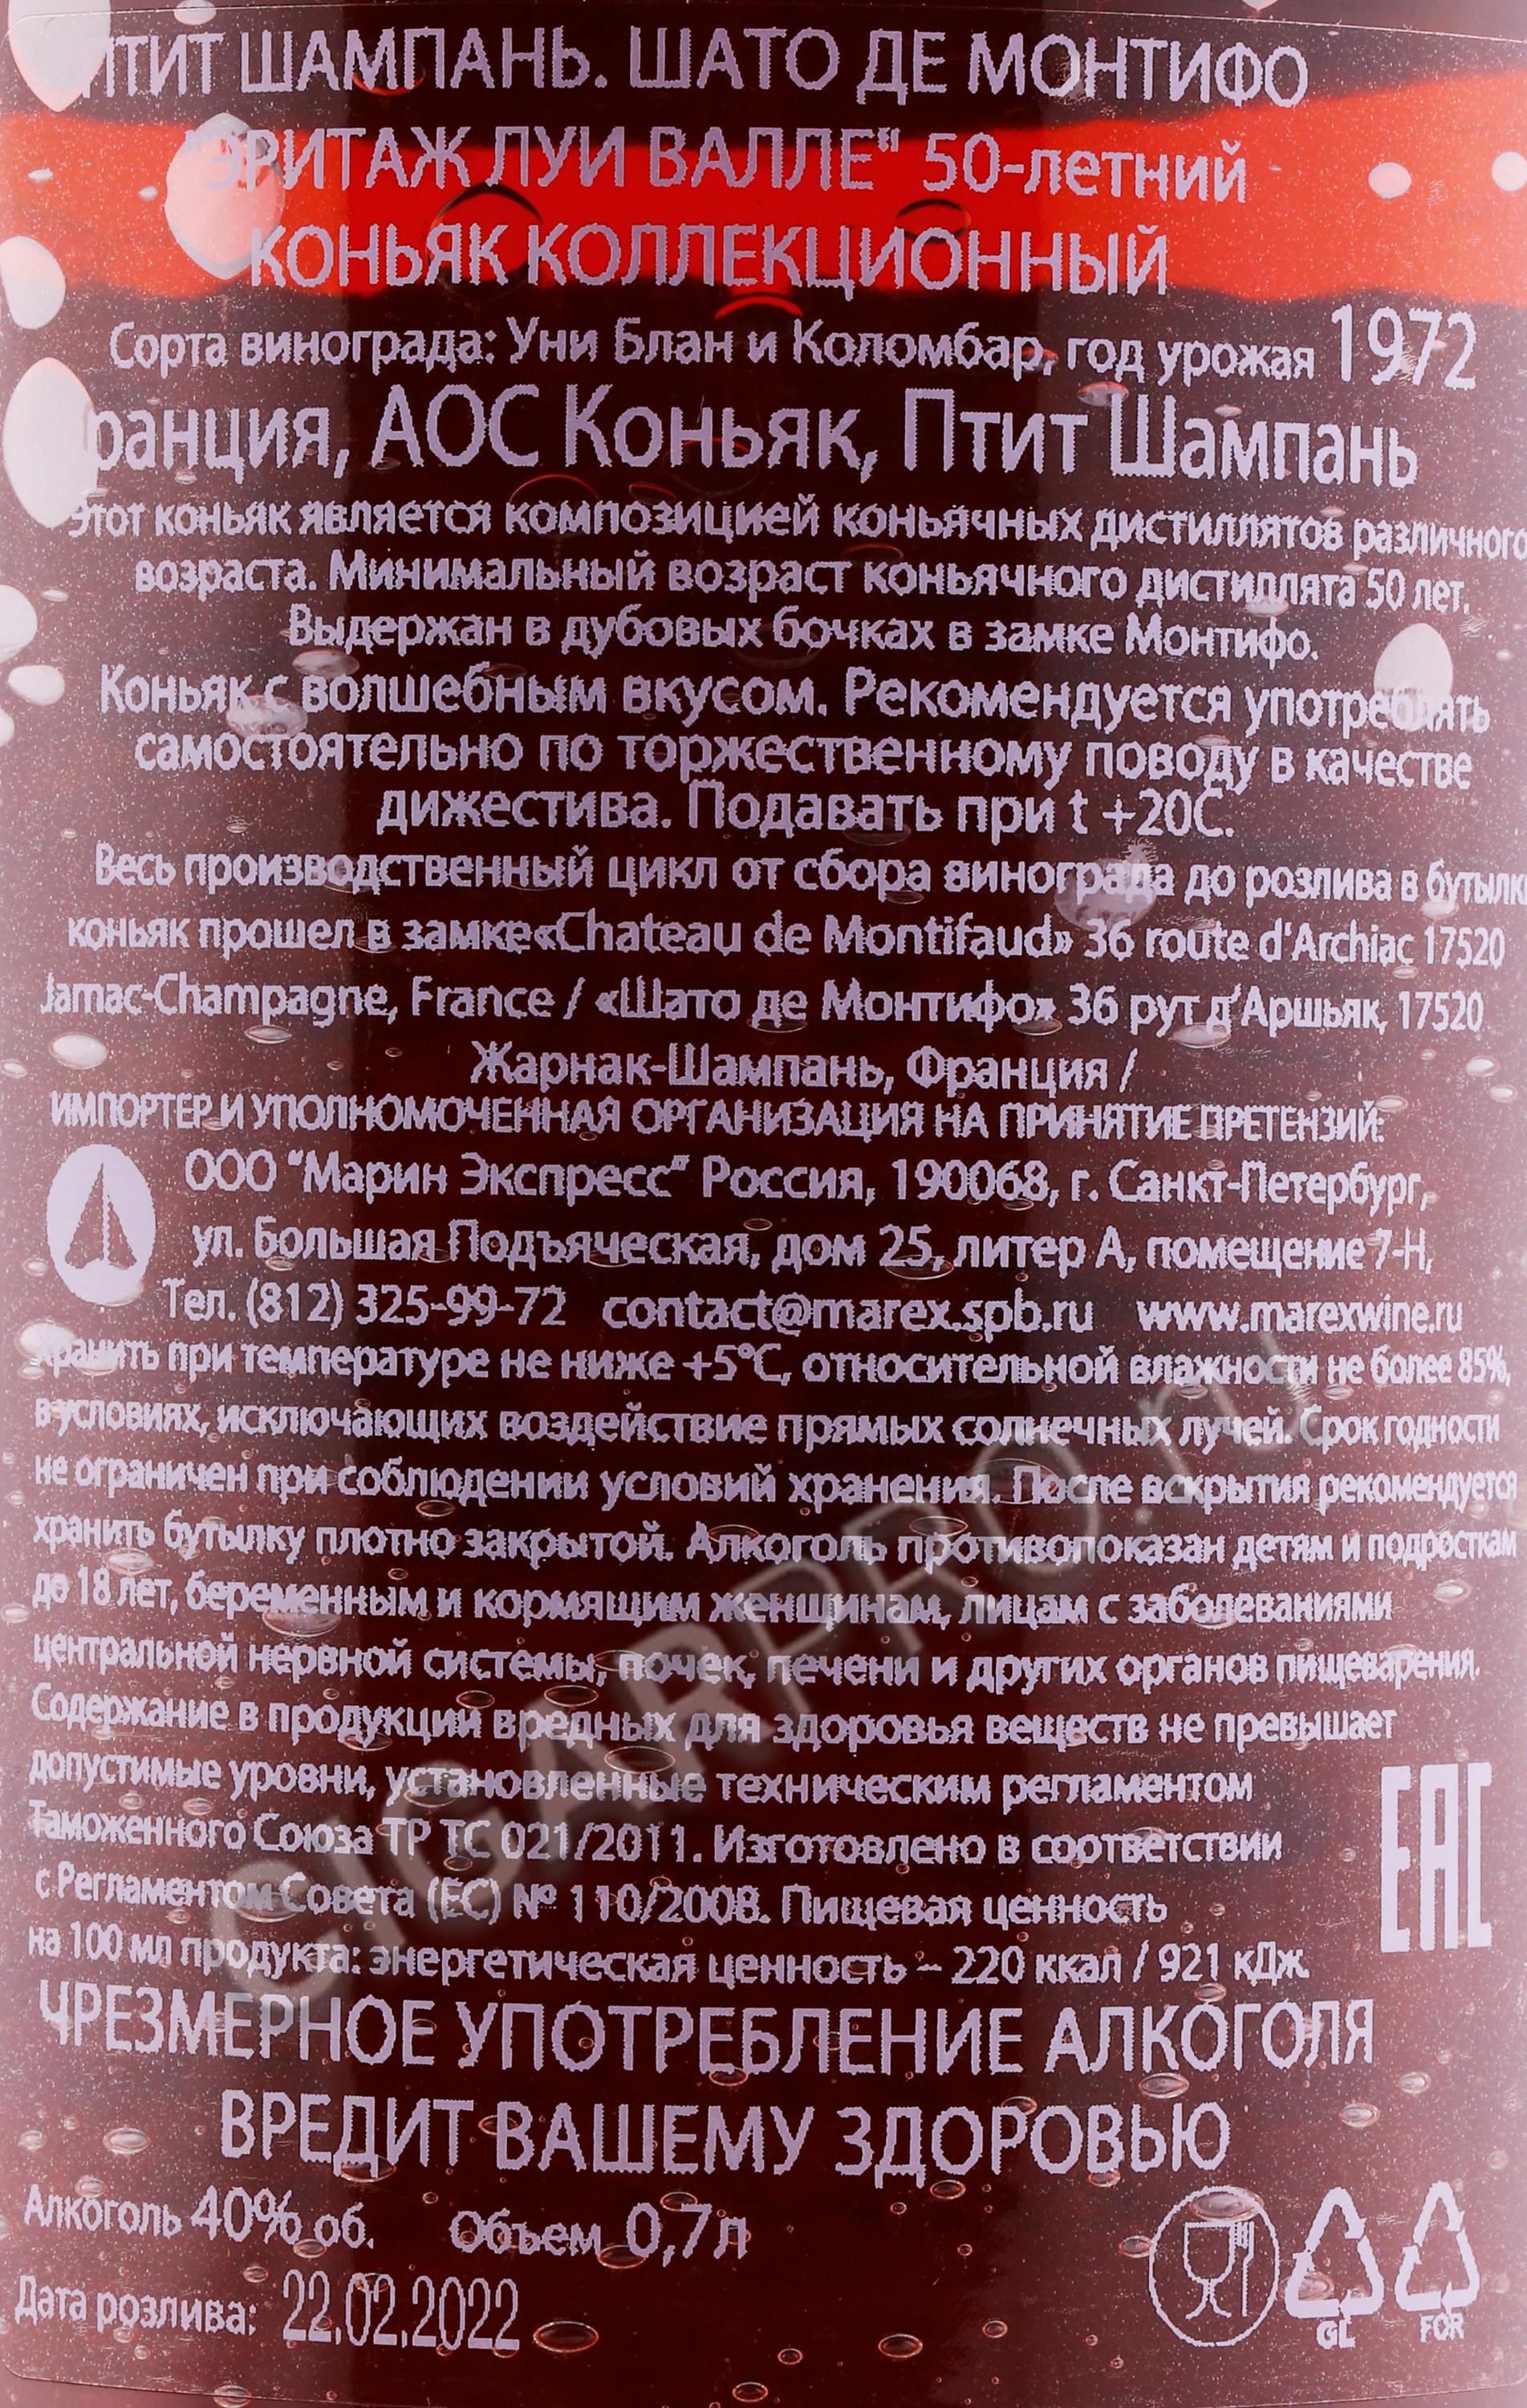 ПТИТ ШАМПАНЬ. ШАТО ДЕ МОНТИФО
"ЭРИТАЖ ЛУИ ВАЛЛЕ" 50-летний
КОНЬЯК КОЛЛЕКЦИОННЫЙ
Сорта винограда: Уни Блан и Коломбар, год урожая 1972
ранция, АОС Коньяк, Птит Шампань
Этот коньяк является композицией коньячных дистиллятов различного
возраста. Минимальный возраст коньячного дистиллята 50 лет.
Выдержан в дубовых бочках в замке Монтифо.
Коньяк с волшебным вкусом. Рекомендуется употреблять
самостоятельно по торжественному поводу в качестве
дижестива. Подавать при t +20C.
Весь производственный цикл от сбора винограда до розлива в бутылки
коньяк прошел в замке«Chateau de Montifaud» 36 route d'Archiac 17520
Jarnac-Champagne, France / «Шато де Монтифо» 36 рут д'Аршьяк, 17520
Жарнак-Шампань, Франция /
ИМПОРТЕР И УПОЛНОМОЧЕННАЯ ОРГАНИЗАЦИЯ НА ПРИНЯТИЕ ПРЕТЕНЗИЙ:
ООО "Марин Экспресс" Россия, 190068, г. Санкт-Петербург,
ул. Большая Подъяческая, дом 25, литер А, помещение 7-Н,
Тел. (812) 325-99-72 contact@marex.spb.ru www.marexwine.ru
Хранить при температуре не ниже +5°C, относительной влажности не более 85%,
в условиях, исключающих воздействие прямых солнечных лучей. Срок годности
не ограничен при соблюдении условий хранения. После вскрытия рекомендуется
хранить бутылку плотно закрытой. Алкоголь противопоказан детям и подросткам
до 18 лет, беременным и кормящим женщинам, лицам с заболеваниями
центральной нервной системы, почек, печени и других органов пищеварения.
Содержание в продукции вредных для здоровья веществ не превышает
допустимые уровни, установленные техническим регламентом
Таможенного Союза ТР ТС 021/2011. Изготовлено в соответствии
с Регламентом Совета (ЕС) № 110/2008. Пищевая ценность
на 100 мл продукта: энергетическая ценность – 220 ккал / 921 кДж.
EAC
ЧРЕЗМЕРНОЕ УПОТРЕБЛЕНИЕ АЛКОГОЛЯ
ВРЕДИТ ВАШЕМУ ЗДОРОВЬЮ
Алкоголь 40% об. Объем 0,7л
Дата розлива: 22.02.2022
GL FOR
CIGARPRO.ru